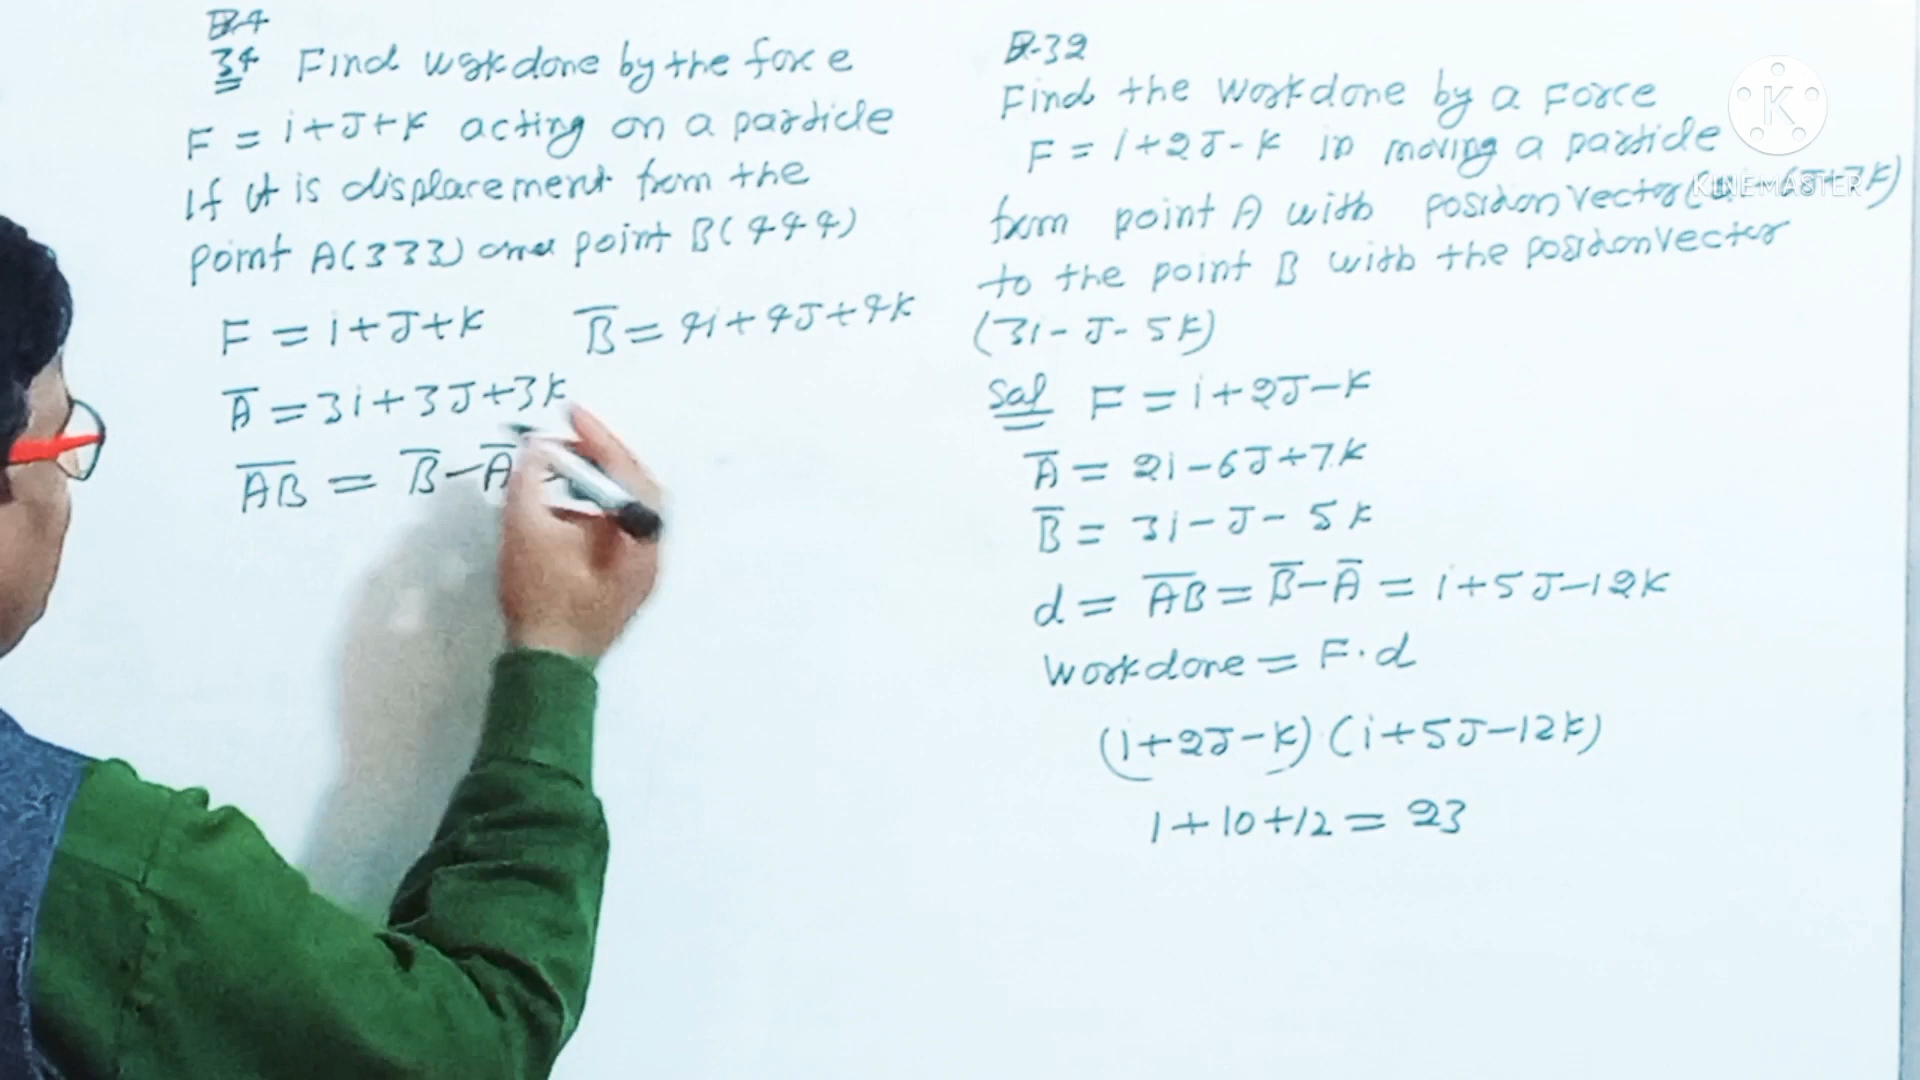 34 Find workdone by the force
F = i+J+K acting on a particle
If it is displacement from the
point A(333) and point B(444)
F = i+J+K B̅ = 4i+4J+4K
A̅ = 3i+3J+3K
A̅B̅ = B̅-A̅
32
Find the workdone by a Force
F = i+2J-K in moving a particle
from point A with position vector ( 6J+7K)
to the point B with the position vector
(3i-J-5K)
Sol F = i+2J-K
A̅ = 2i-6J+7K
B̅ = 3i-J-5K
d = A̅B̅ = B̅-A̅ = i+5J-12K
Workdone = F.d
(i+2J-K).(i+5J-12K)
1+10+12 = 23
K
KINEMASTER